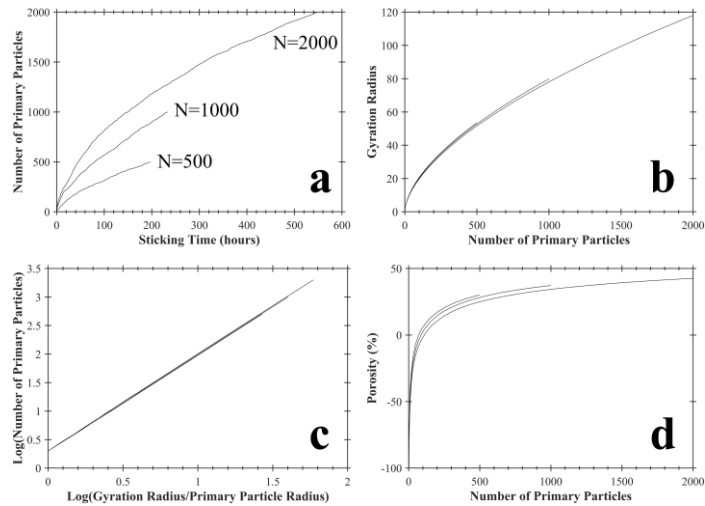 2000
1500
1000
500
0
Number of Primary Particles
N=2000
N=1000
N=500
a
0 100 200 300 400 500 600
Sticking Time (hours)
120
100
80
60
40
20
0
Gyration Radius
b
0 500 1000 1500 2000
Number of Primary Particles
3.5
3
2.5
2
1.5
1
0.5
0
Log(Number of Primary Particles)
c
0 0.5 1 1.5 2
Log(Gyration Radius/Primary Particle Radius)
50
0
-50
-100
Porosity (%)
d
0 500 1000 1500 2000
Number of Primary Particles